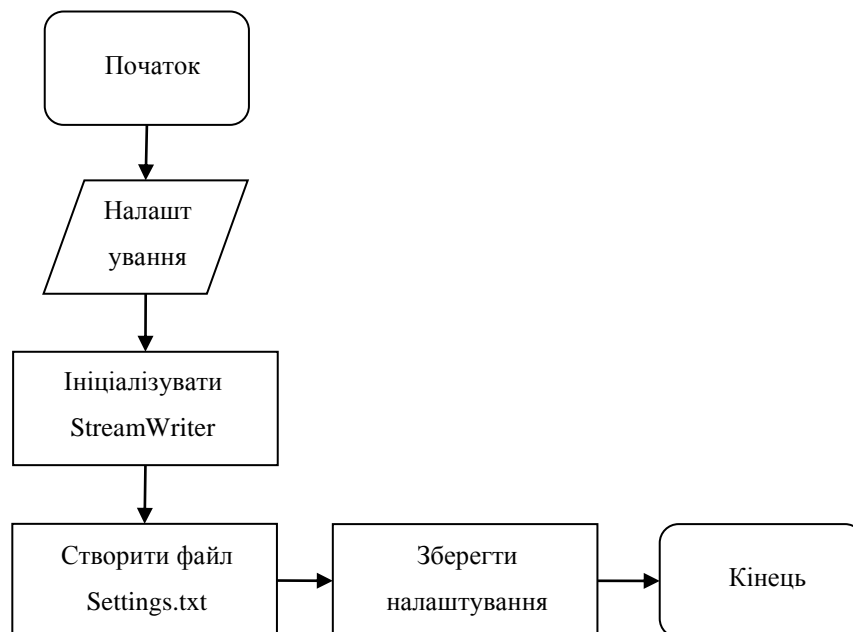 Початок
Налашт
ування
Ініціалізувати
StreamWriter
Створити файл
Settings.txt
Зберегти
налаштування
Кінець